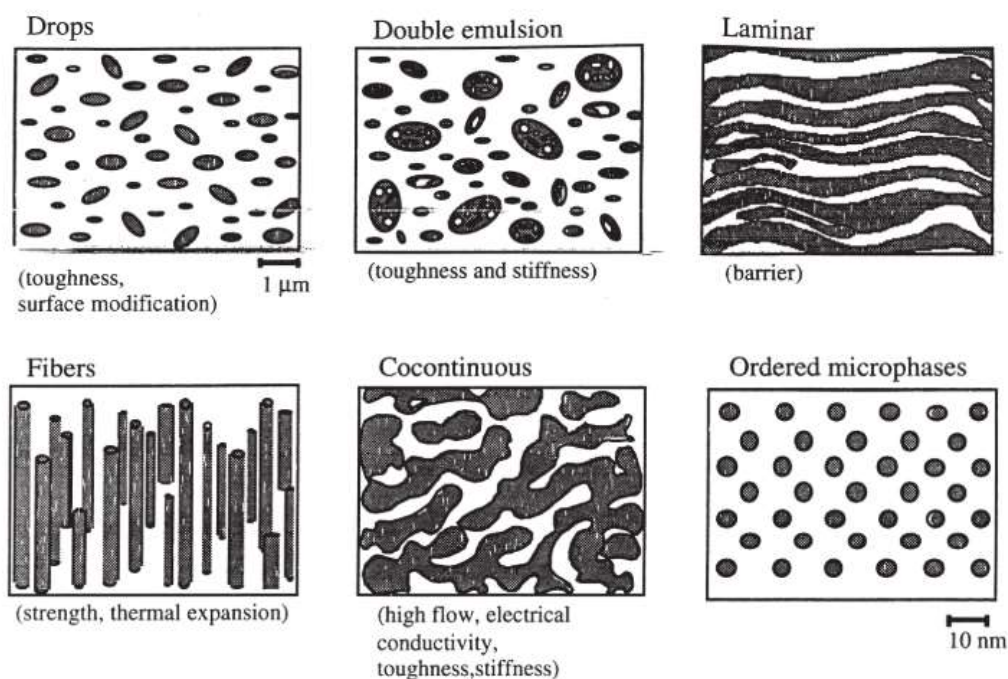 Drops
Double emulsion
Laminar
(toughness,
surface modification)
1 μm
(toughness and stiffness)
(barrier)
Fibers
Cocontinuous
Ordered microphases
(strength, thermal expansion)
(high flow, electrical
conductivity,
toughness,stiffness)
10 nm